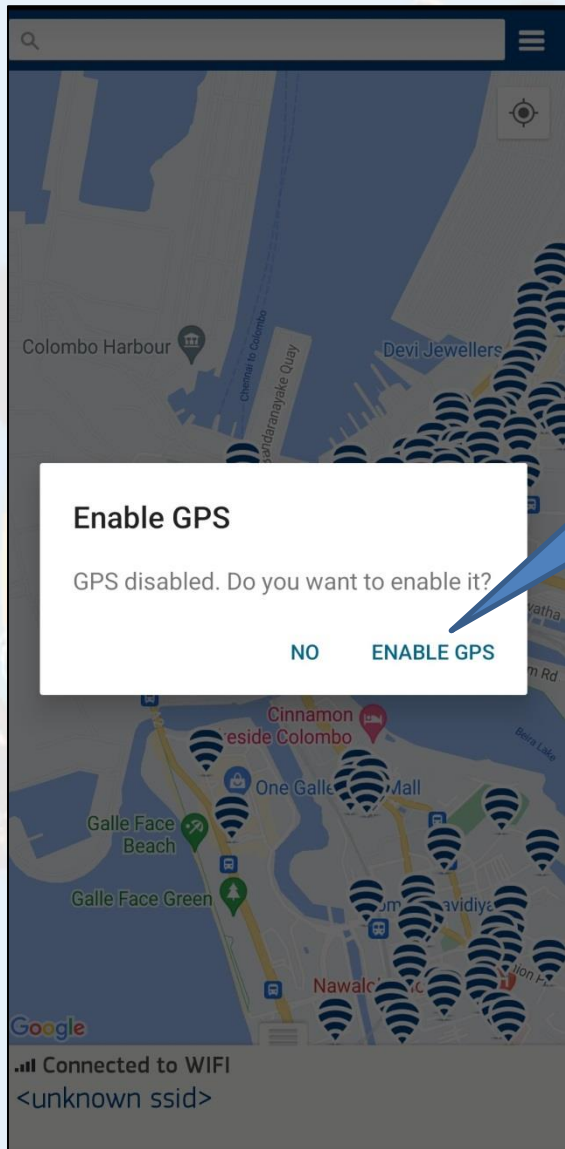 Colombo Harbour
Chennai to Colombo
Bandaranayake Quay
Devi Jewellers
Enable GPS
GPS disabled. Do you want to enable it?
NO ENABLE GPS
Rd
Cinnamon
Colombo
Beira Lake
One Galle Mall
Galle Face
Beach
Galle Face Green
Google
Connected to WIFI
<unknown ssid>